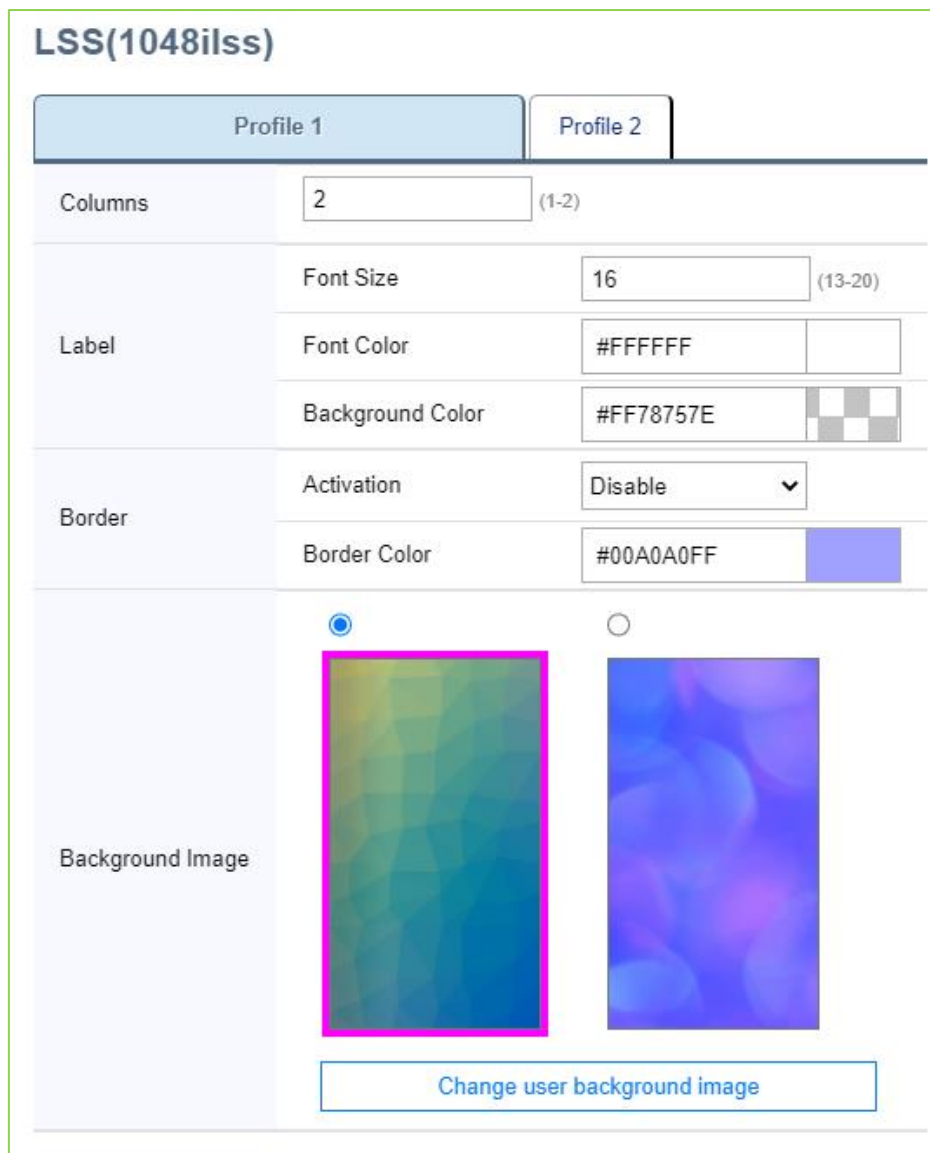 LSS(1048ilss)
Profile 1 Profile 2
Columns 2 (1-2)
Label
Font Size 16 (13-20)
Font Color #FFFFFF
Background Color #FF78757E
Border
Activation Disable
Border Color #00A0A0FF
Background Image
Change user background image